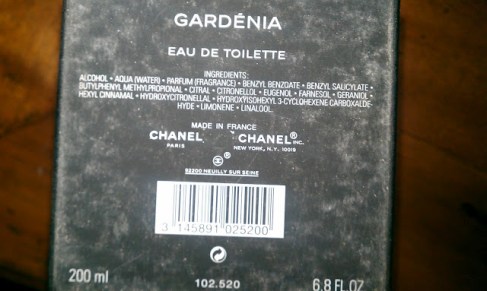 GARDÉNIA
EAU DE TOILETTE
INGREDIENTS:
ALCOHOL • AQUA (WATER) • PARFUM (FRAGRANCE) • BENZYL BENZOATE • BENZYL SALICYLATE •
BUTYLPHENYL METHYLPROPIONAL • CITRAL • CITRONELLOL • EUGENOL • FARNESOL • GERANIOL •
HEXYL CINNAMAL • HYDROXYCITRONELLAL • HYDROXYISOHEXYL 3-CYCLOHEXENE CARBOXALDE-
HYDE • LIMONENE • LINALOOL.
MADE IN FRANCE
CHANEL CHANEL® INC.
PARIS NEW YORK, N.Y. 10019
®
92200 NEUILLY SUR SEINE
3 145891 025200
200 ml 102.520 6.8 FL.OZ